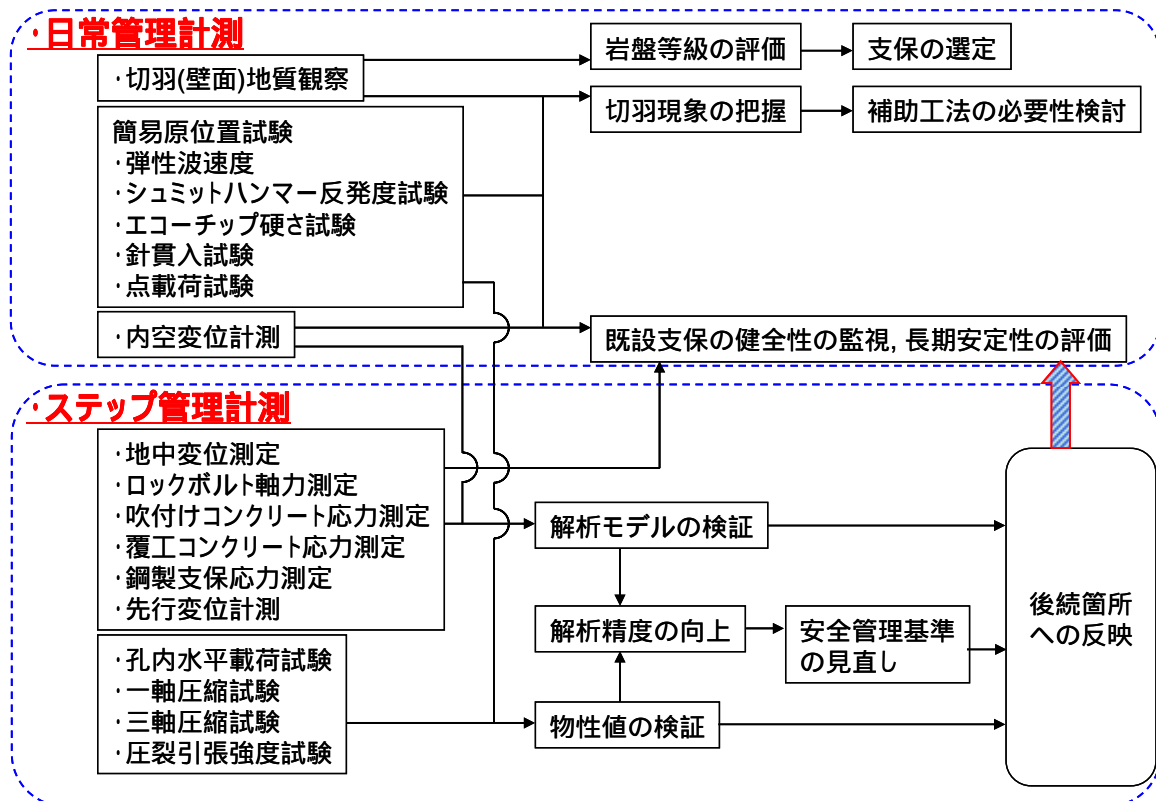 ・日常管理計測
・切羽(壁面)地質観察
簡易原位置試験
・弾性波速度
・シュミットハンマー反発度試験
・エコーチップ硬さ試験
・針貫入試験
・点載荷試験
・内空変位計測
岩盤等級の評価
支保の選定
切羽現象の把握
補助工法の必要性検討
既設支保の健全性の監視, 長期安定性の評価
・ステップ管理計測
・地中変位測定
・ロックボルト軸力測定
・吹付けコンクリート応力測定
・覆工コンクリート応力測定
・鋼製支保応力測定
・先行変位計測
・孔内水平載荷試験
・一軸圧縮試験
・三軸圧縮試験
・圧裂引張強度試験
解析モデルの検証
解析精度の向上
物性値の検証
安全管理基準
の見直し
後続箇所
への反映